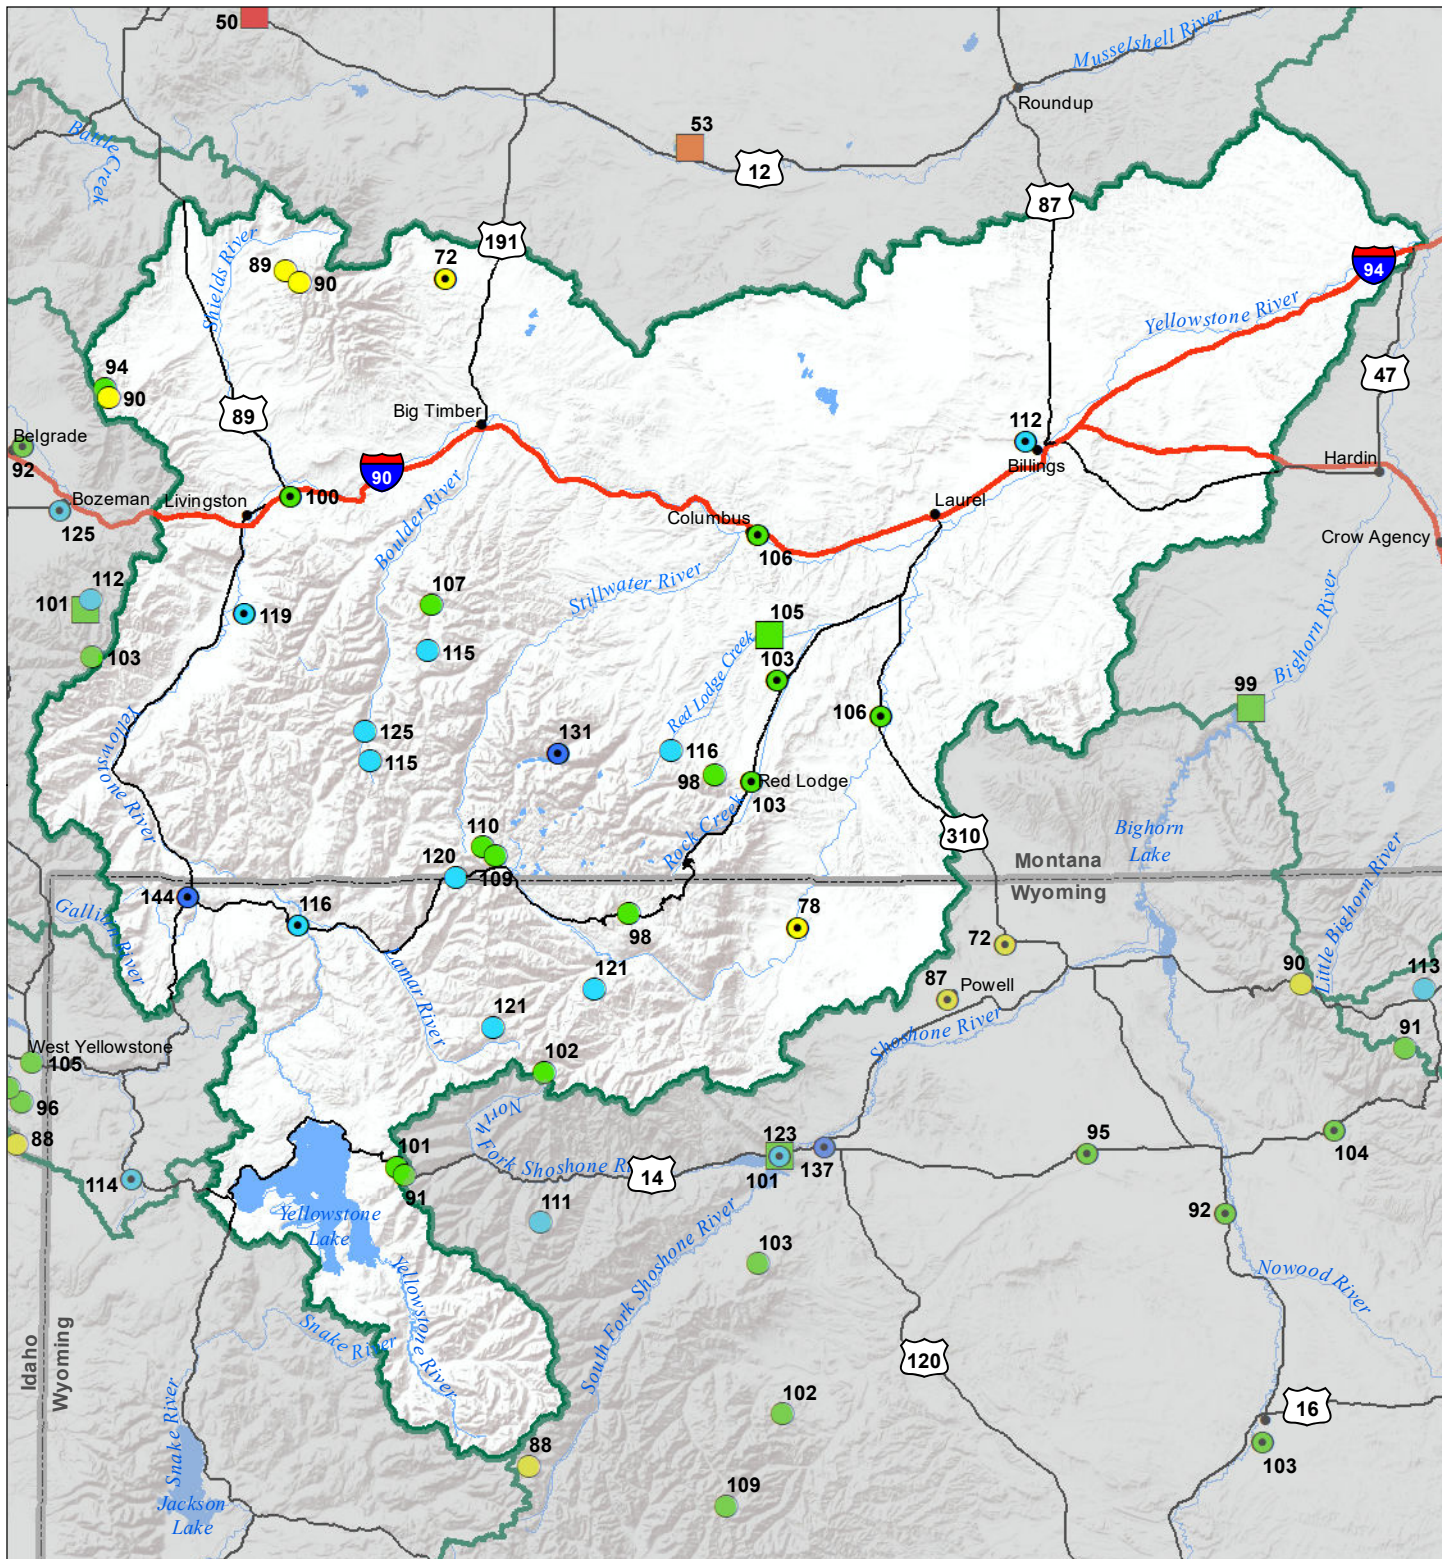 50
Musselshell River
Roundup
53
12
Battle Creek
87
191
Shields River
89
90
72
94
Yellowstone River
94
90
47
89
Big Timber
112
Billings
Belgrade
92
90
Hardin
Bozeman
Livingston
100
125
Boulder River
Laurel
Columbus
106
Crow Agency
112
101
107
Stillwater River
105
119
103
115
Red Lodge Creek
103
Bighorn River
99
106
Yellowstone River
125
115
131
116
98
Red Lodge
103
Rock Creek
310
Bighorn
Lake
110
109
120
Montana
Wyoming
Little Bighorn River
144
Gallatin River
116
98
78
72
Lamar River
121
87
Powell
90
113
121
Shoshone River
91
West Yellowstone
105
102
96
North Fork Shoshone R
88
101
91
123
101
137
95
104
114
14
111
92
Yellowstone
Lake
South Fork Shoshone River
103
Yellowstone River
Nowood River
Snake River
Idaho
Wyoming
120
Snake River
102
16
103
88
109
Jackson
Lake